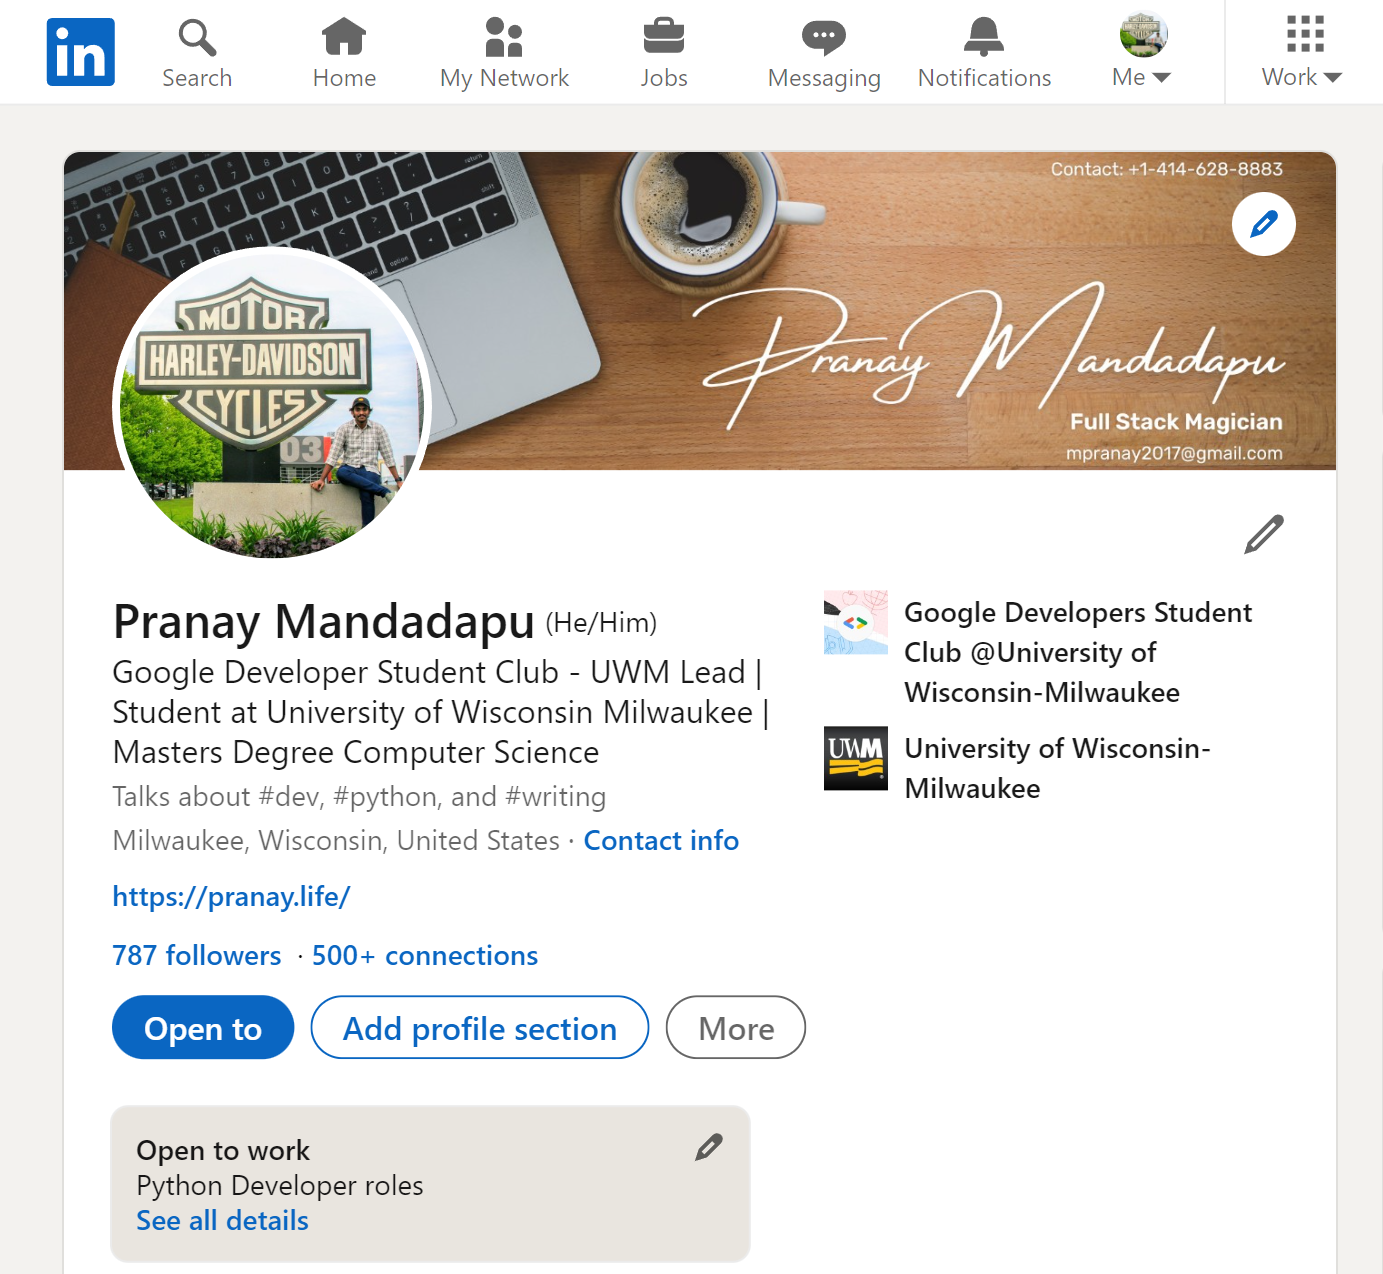 in
Search
Home
My Network
Jobs
Messaging
Notifications
Me
Work
Contact: +1-414-628-8883
Pranay Mandadapu
Full Stack Magician
mpranay2017@gmail.com
MOTOR
HARLEY-DAVIDSON
CYCLES
03
Pranay Mandadapu (He/Him)
Google Developer Student Club - UWM Lead |
Student at University of Wisconsin Milwaukee |
Masters Degree Computer Science
Talks about #dev, #python, and #writing
Milwaukee, Wisconsin, United States · Contact info
https://pranay.life/
787 followers · 500+ connections
Open to
Add profile section
More
Google Developers Student
Club @University of
Wisconsin-Milwaukee
UWM
University of Wisconsin-
Milwaukee
Open to work
Python Developer roles
See all details